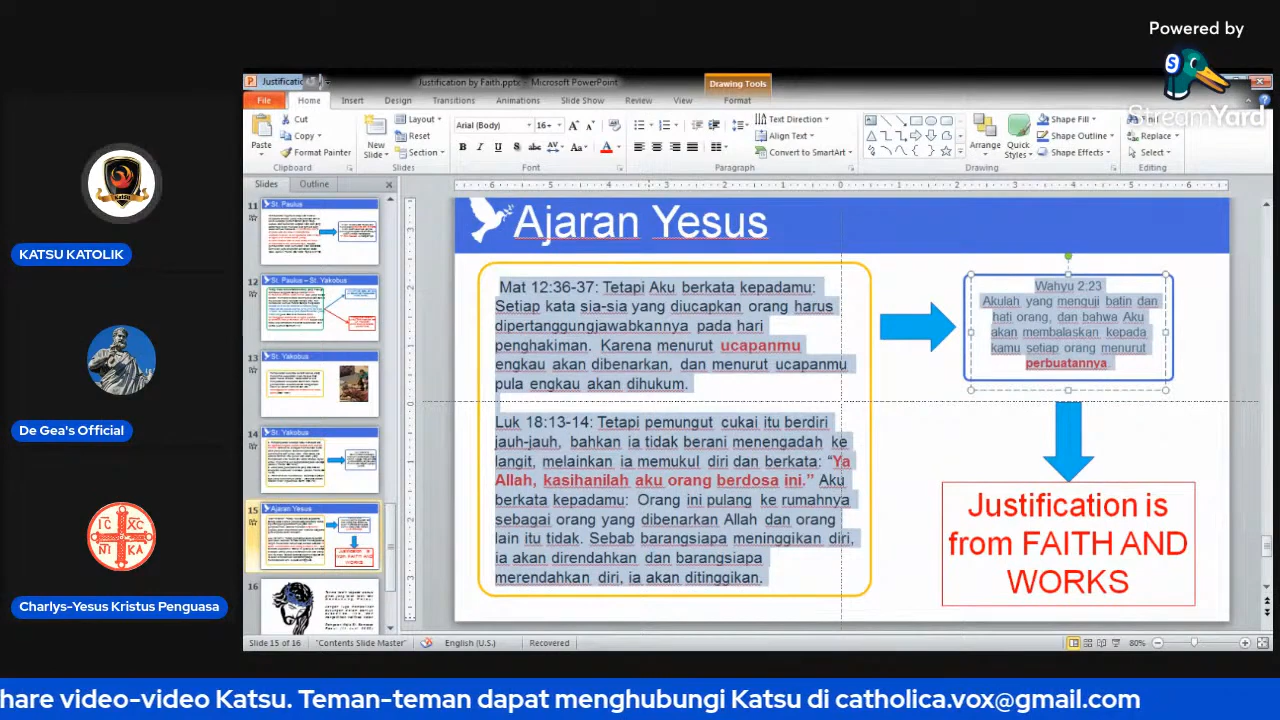 Powered by
StreamYard
Justificatio
Justification by Faith.pptx - Microsoft PowerPoint
Drawing Tools
File
Home
Insert
Design
Transitions
Animations
Slide Show
Review
View
Format
Paste
Cut
Copy
Format Painter
Clipboard
New
Slide
Layout
Reset
Section
Slides
Arial (Body)
16+
Font
Paragraph
Text Direction
Align Text
Convert to SmartArt
Arrange
Quick
Styles
Shape Fill
Shape Outline
Shape Effects
Drawing
Replace
Select
Editing
Slides
Outline
11
St. Paulus
12
St. Paulus – St. Yakobus
13
St. Yakobus
14
St. Yakobus
15
Ajaran Yesus
16
Ajaran Yesus
Mat 12:36-37: Tetapi Aku berkata kepadamu:
Setiap kata sia-sia yang diucapkan orang harus
dipertanggungjawabkannya pada hari
penghakiman. Karena menurut ucapanmu
engkau akan dibenarkan, dan menurut ucapanmu
pula engkau akan dihukum.
Luk 18:13-14: Tetapi pemungut cukai itu berdiri
jauh-jauh, bahkan ia tidak berani menengadah ke
langit, melainkan ia memukul diri dan berkata: “Ya
Allah, kasihanilah aku orang berdosa ini.” Aku
berkata kepadamu: Orang ini pulang ke rumahnya
sebagai orang yang dibenarkan Allah dan orang
lain itu tidak. Sebab barangsiapa meninggikan diri,
ia akan direndahkan dan barangsiapa
merendahkan diri, ia akan ditinggikan.
Wahyu 2:23
Akulah yang menguji batin dan
hati orang, dan bahwa Aku
akan membalaskan kepada
kamu setiap orang menurut
perbuatannya.
Justification is
from FAITH AND
WORKS
Slide 15 of 16
"Contents Slide Master"
English (U.S.)
Recovered
80%
Katsu
KATSU KATOLIK
De Gea's Official
IC XC
NI KA
Charlys-Yesus Kristus Penguasa
hare video-video Katsu. Teman-teman dapat menghubungi Katsu di catholica.vox@gmail.com